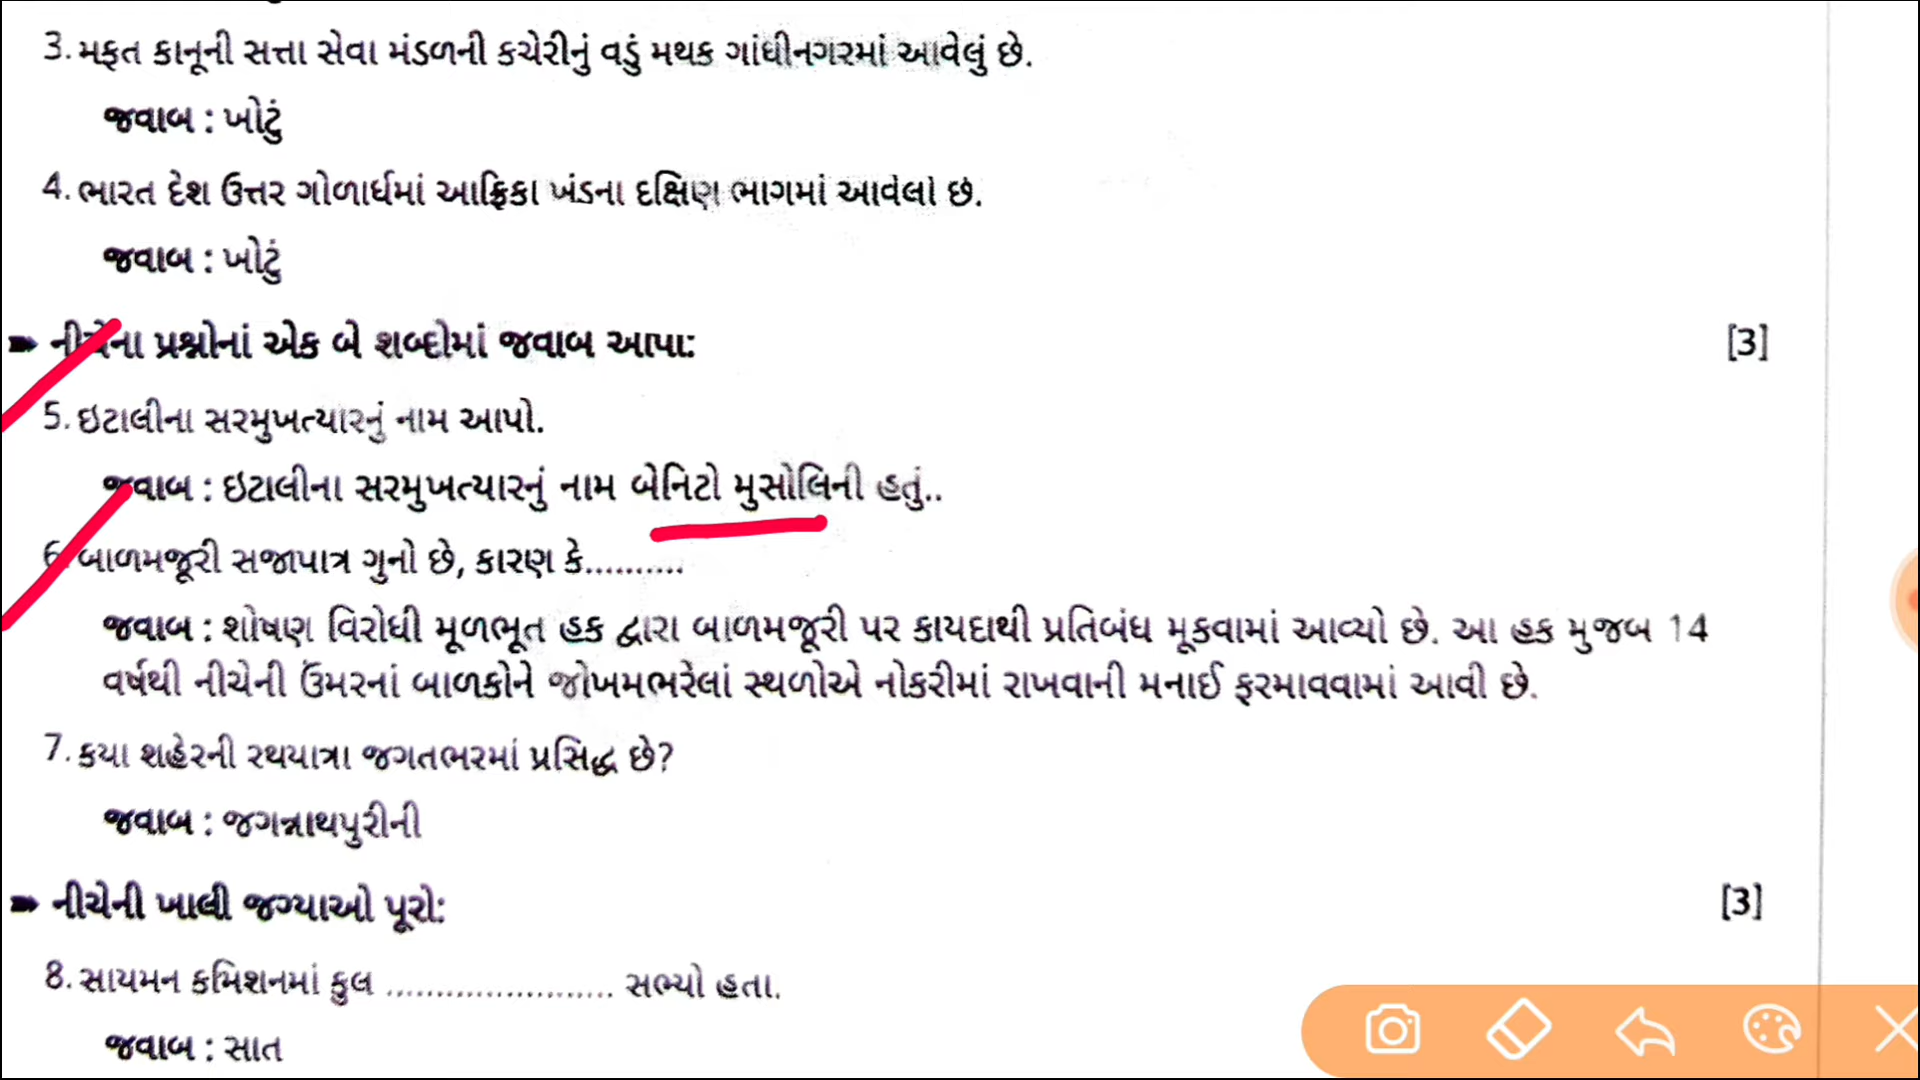 3. મફત કાનૂની સત્તા સેવા મંડળની કચેરીનું વડું મથક ગાંધીનગરમાં આવેલું છે.
જવાબ : ખોટું
4. ભારત દેશ ઉત્તર ગોળાર્ધમાં આફ્રિકા ખંડના દક્ષિણ ભાગમાં આવેલો છે.
જવાબ : ખોટું
➽ નીચેના પ્રશ્નોનાં એક બે શબ્દોમાં જવાબ આપો: [3]
5. ઇટાલીના સરમુખત્યારનું નામ આપો.
જવાબ : ઇટાલીના સરમુખત્યારનું નામ બેનિટો મુસોલિની હતું..
6. બાળમજૂરી સજાપાત્ર ગુનો છે, કારણ કે..........
જવાબ : શોષણ વિરોધી મૂળભૂત હક દ્વારા બાળમજૂરી પર કાયદાથી પ્રતિબંધ મૂકવામાં આવ્યો છે. આ હક મુજબ 14
વર્ષથી નીચેની ઉંમરનાં બાળકોને જોખમભરેલાં સ્થળોએ નોકરીમાં રાખવાની મનાઈ ફરમાવવામાં આવી છે.
7. કયા શહેરની રથયાત્રા જગતભરમાં પ્રસિદ્ધ છે?
જવાબ : જગન્નાથપુરીની
➽ નીચેની ખાલી જગ્યાઓ પૂરો: [3]
8. સાયમન કમિશનમાં કુલ ....................... સભ્યો હતા.
જવાબ : સાત